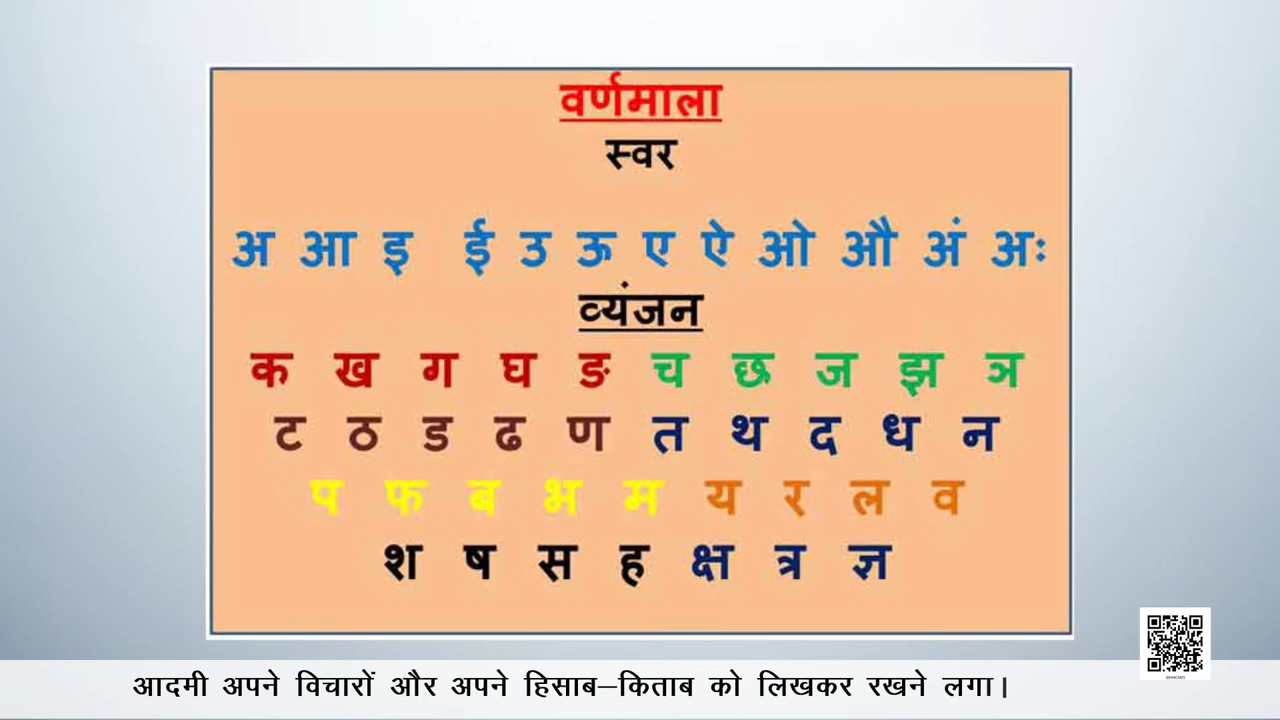 वर्णमाला
स्वर
अ आ इ ई उ ऊ ए ऐ ओ औ अं अः
व्यंजन
क ख ग घ ङ च छ ज झ ञ
ट ठ ड ढ ण त थ द ध न
प फ ब भ म य र ल व
श ष स ह क्ष त्र ज्ञ
आदमी अपने विचारों और अपने हिसाब–किताब को लिखकर रखने लगा।